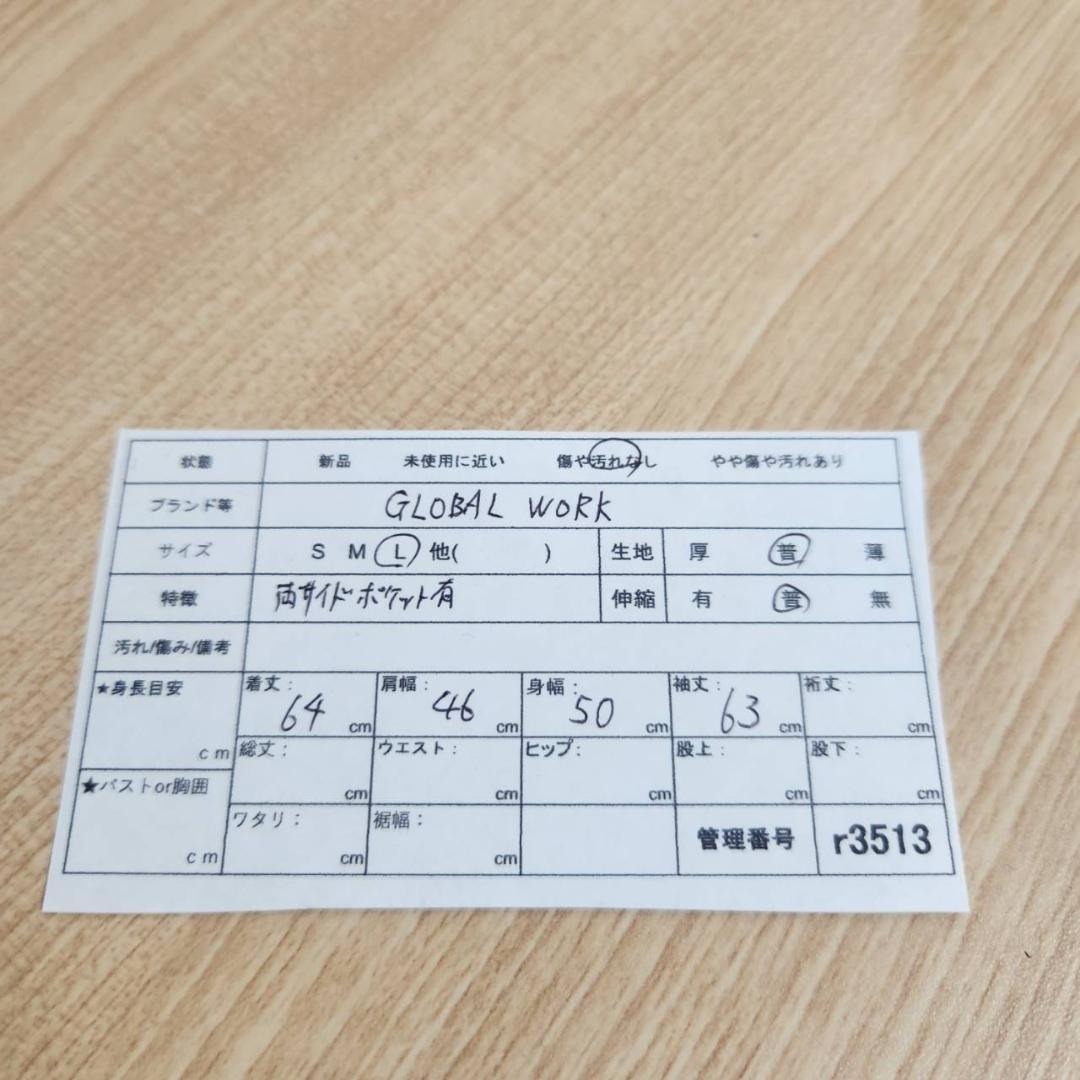 状態 新品 未使用に近い 傷や汚れなし やや傷や汚れあり
ブランド等 GLOBAL WORK
サイズ S M L 他( ) 生地 厚 普 薄
特徴 両サイドポケット有 伸縮 有 普 無
汚れ/傷み/備考
★身長目安 cm 着丈: 64 cm 肩幅: 46 cm 身幅: 50 cm 袖丈: 63 cm 裄丈: cm
総丈: cm ウエスト: cm ヒップ: cm 股上: cm 股下: cm
★バストor胸囲 cm ワタリ: cm 裾幅: cm 管理番号 r3513